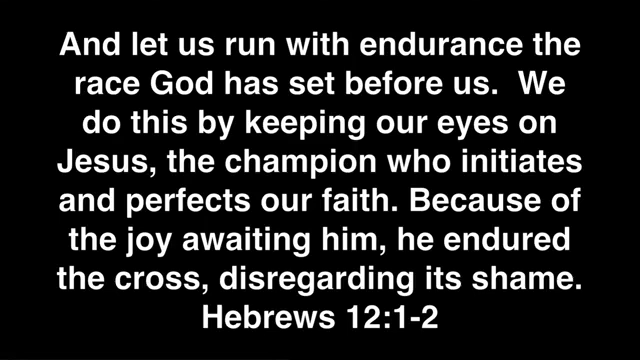 And let us run with endurance the
race God has set before us.  We
do this by keeping our eyes on
Jesus, the champion who initiates
and perfects our faith. Because of
the joy awaiting him, he endured
the cross, disregarding its shame.
Hebrews 12:1-2